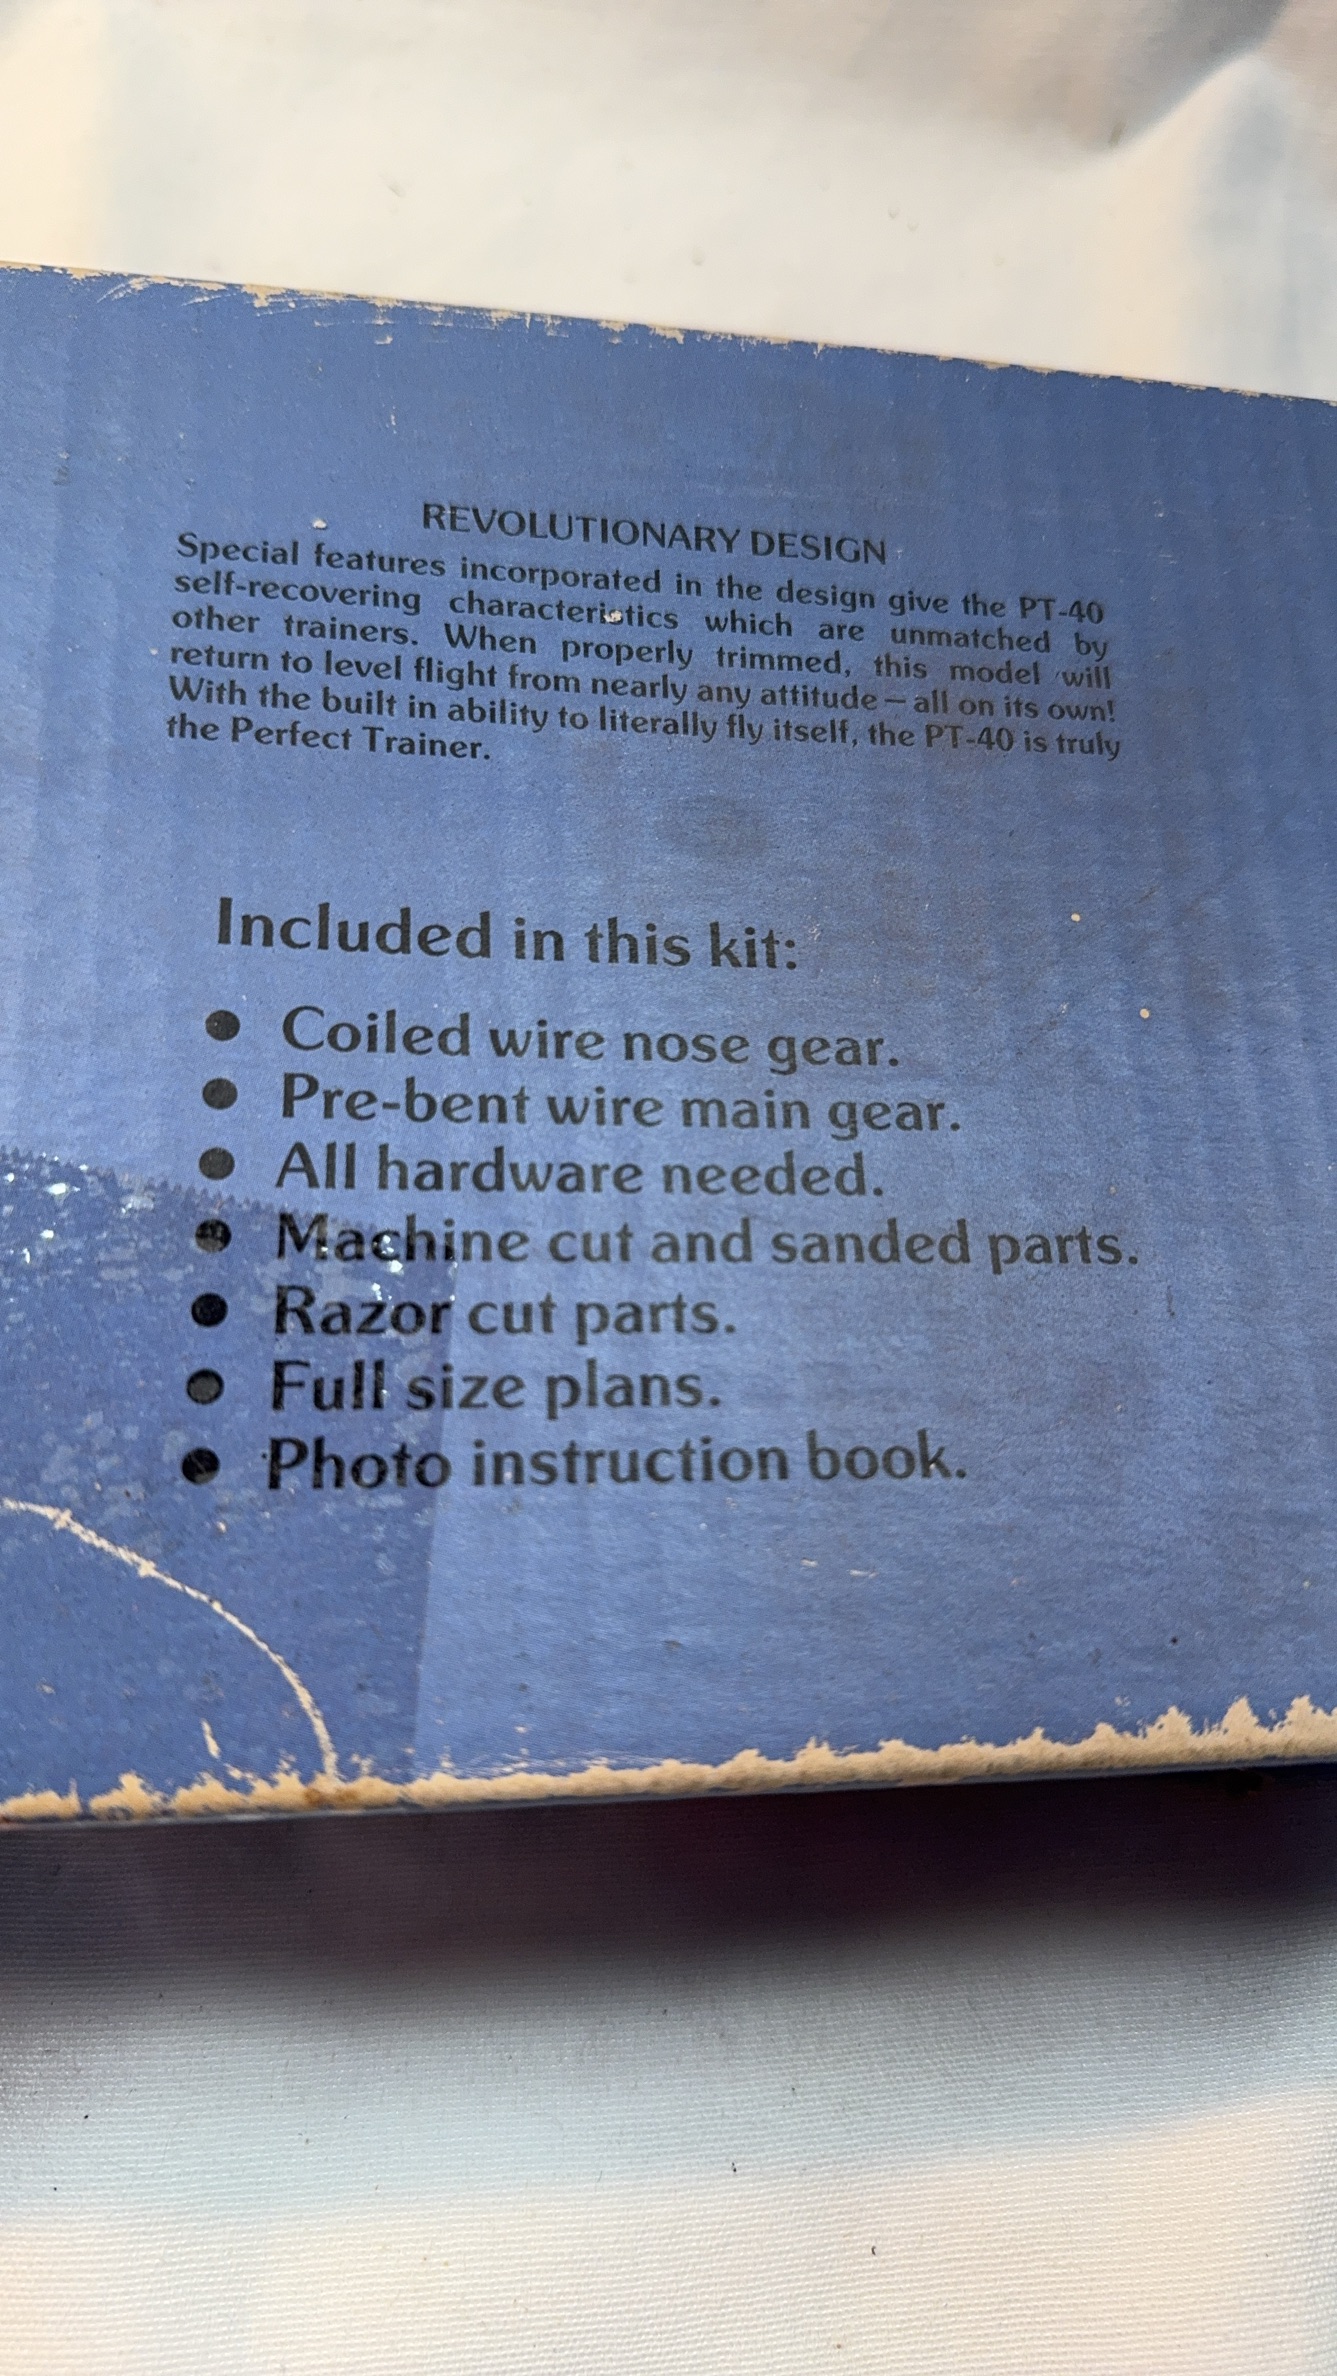 REVOLUTIONARY DESIGN
Special features incorporated in the design give the PT-40
self-recovering characteristics which are unmatched by
other trainers. When properly trimmed, this model will
return to level flight from nearly any attitude — all on its own!
With the built in ability to literally fly itself, the PT-40 is truly
the Perfect Trainer.
Included in this kit:
● Coiled wire nose gear.
● Pre-bent wire main gear.
● All hardware needed.
● Machine cut and sanded parts.
● Razor cut parts.
● Full size plans.
● Photo instruction book.